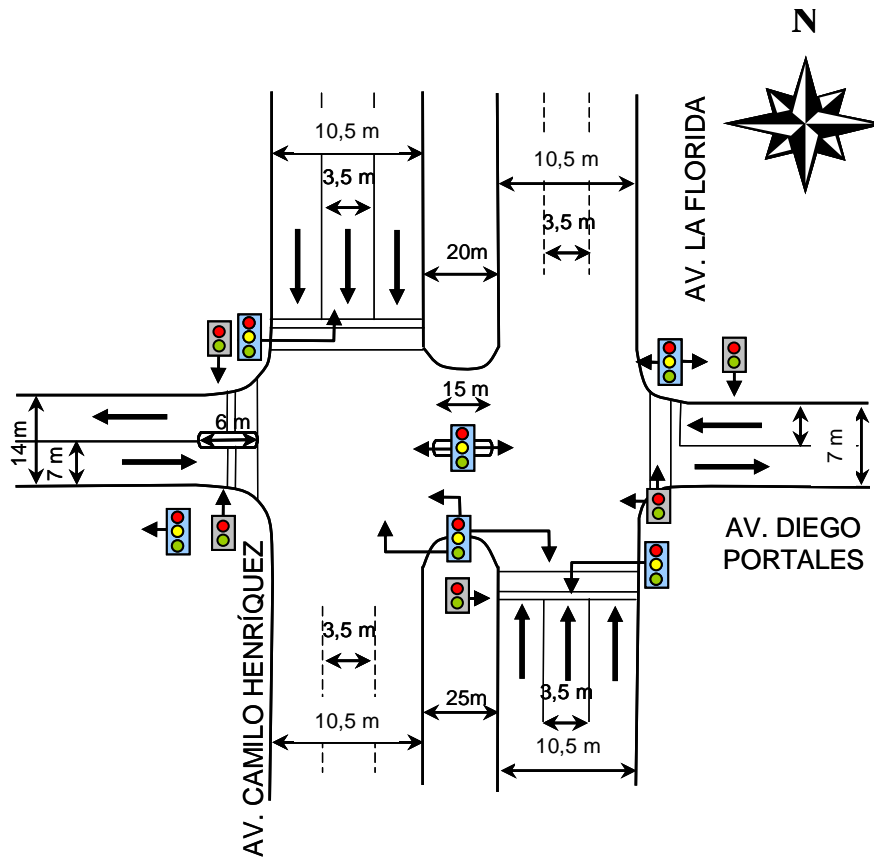 N
AV. LA FLORIDA
10,5 m
10,5 m
3,5 m
3,5 m
20m
15 m
6 m
14 m
7 m
7 m
AV. DIEGO
PORTALES
AV. CAMILO HENRÍQUEZ
3,5 m
25m
3,5 m
10,5 m
10,5 m